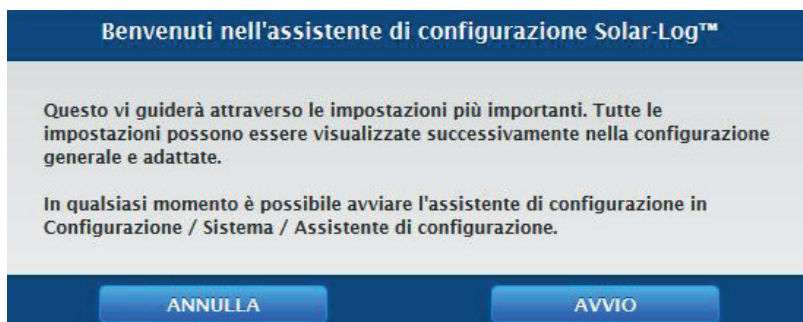 Benvenuti nell'assistente di configurazione Solar-Log™
Questo vi guiderà attraverso le impostazioni più importanti. Tutte le
impostazioni possono essere visualizzate successivamente nella configurazione
generale e adattate.
In qualsiasi momento è possibile avviare l'assistente di configurazione in
Configurazione / Sistema / Assistente di configurazione.
ANNULLA
AVVIO